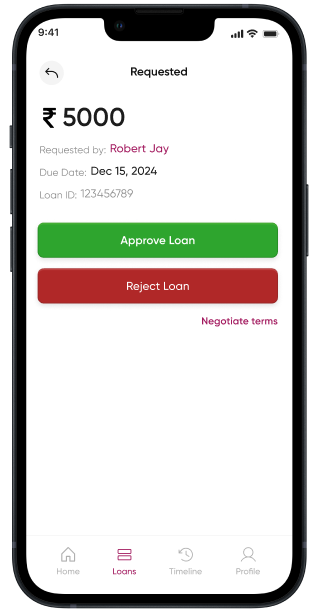 9:41
Requested
₹ 5000
Requested by: Robert Jay
Due Date: Dec 15, 2024
Loan ID: 123456789
Approve Loan
Reject Loan
Negotiate terms
Home Loans Timeline Profile